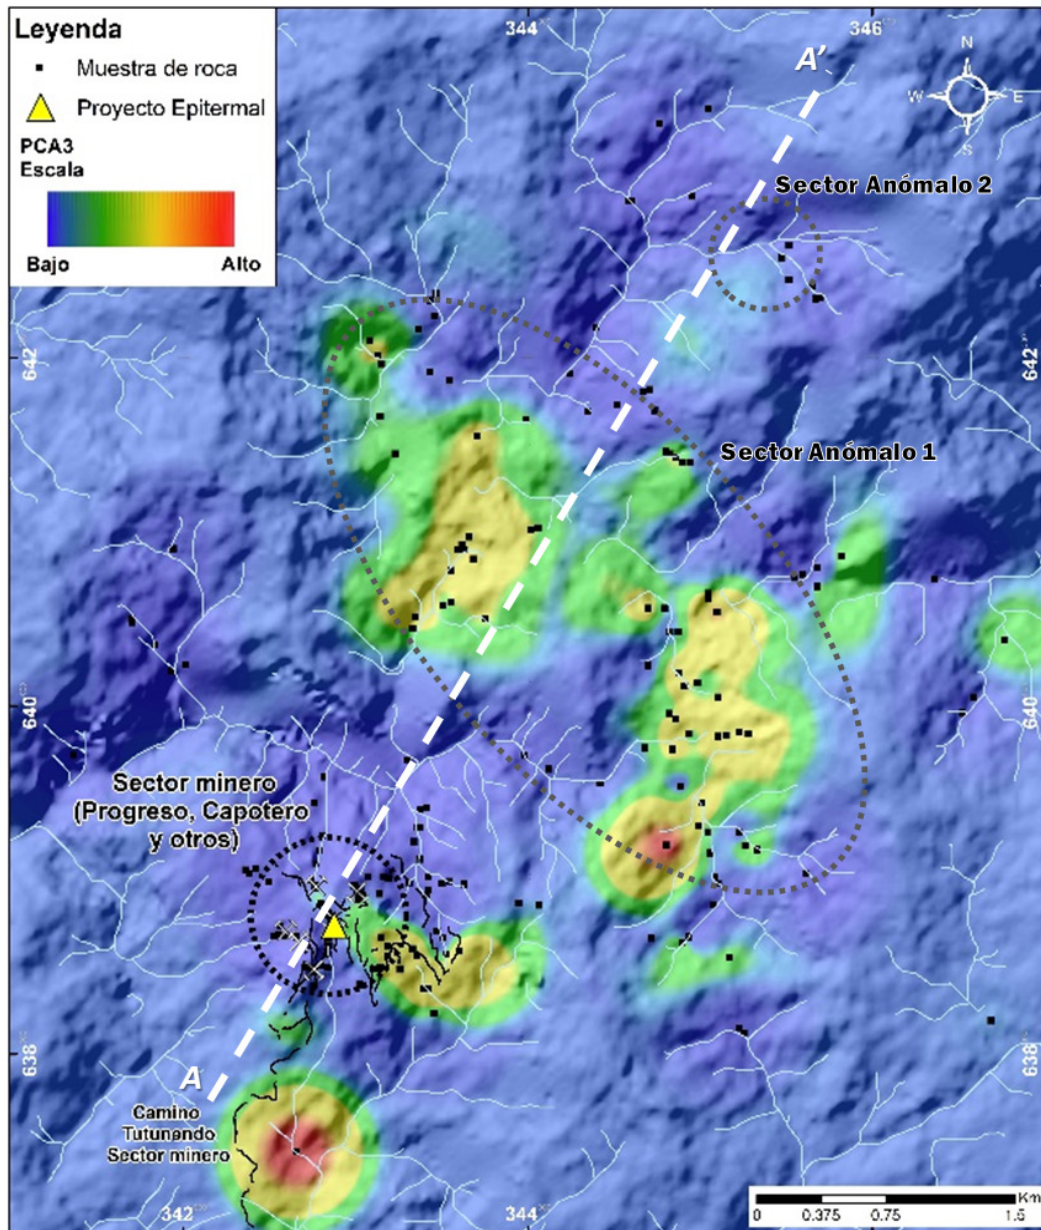 Leyenda
Muestra de roca
Proyecto Epitermal
PCA3
Escala
Bajo Alto
344 346
N
W E
S
A'
Sector Anómalo 2
642 642
Sector Anómalo 1
640 640
Sector minero
(Progreso, Capotero
y otros)
638 638
A
Camino
Tutunendo
Sector minero
342 344
Km
0 0.375 0.75 1.5